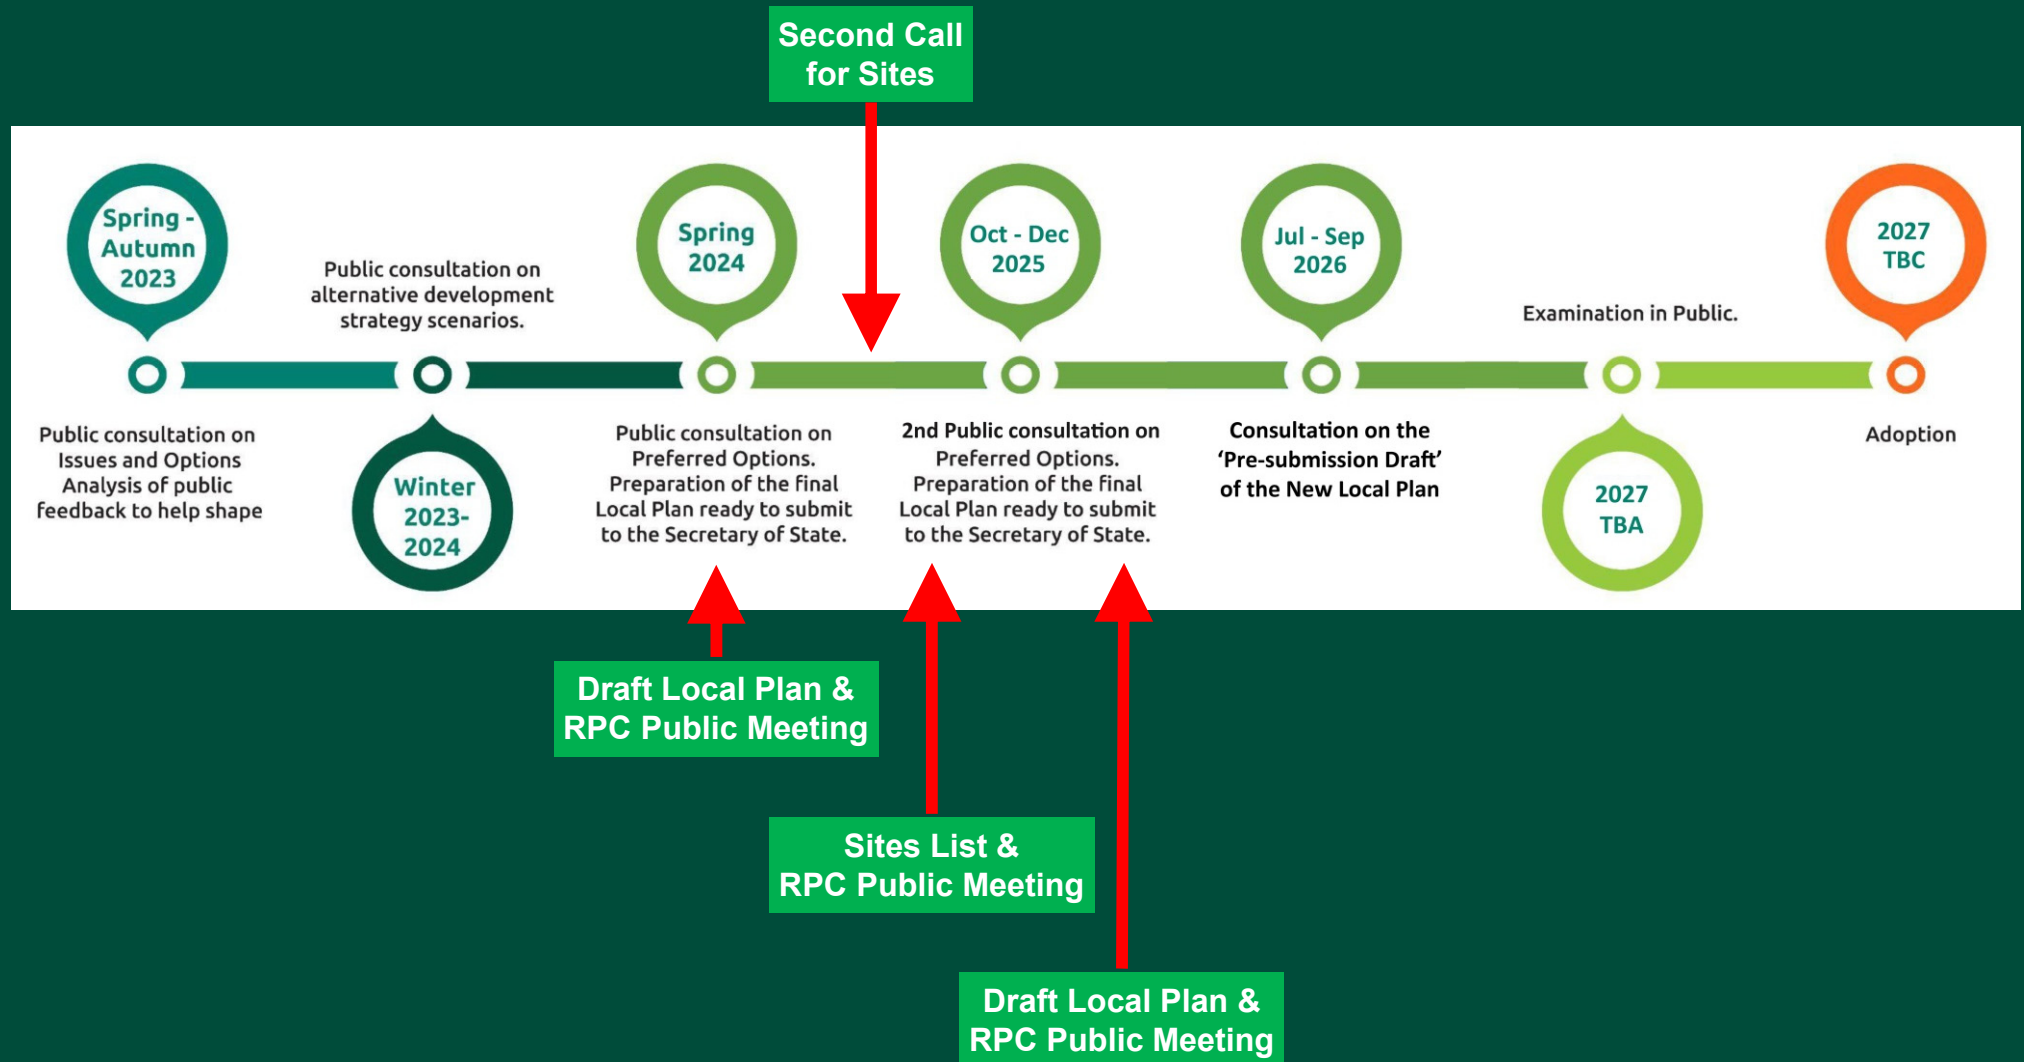 Second Call
for Sites
Spring -
Autumn
2023
Public consultation on
Issues and Options
Analysis of public
feedback to help shape
Public consultation on
alternative development
strategy scenarios.
Winter
2023-
2024
Spring
2024
Public consultation on
Preferred Options.
Preparation of the final
Local Plan ready to submit
to the Secretary of State.
Oct - Dec
2025
2nd Public consultation on
Preferred Options.
Preparation of the final
Local Plan ready to submit
to the Secretary of State.
Jul - Sep
2026
Consultation on the
‘Pre-submission Draft’
of the New Local Plan
Examination in Public.
2027
TBA
2027
TBC
Adoption
Draft Local Plan &
RPC Public Meeting
Sites List &
RPC Public Meeting
Draft Local Plan &
RPC Public Meeting